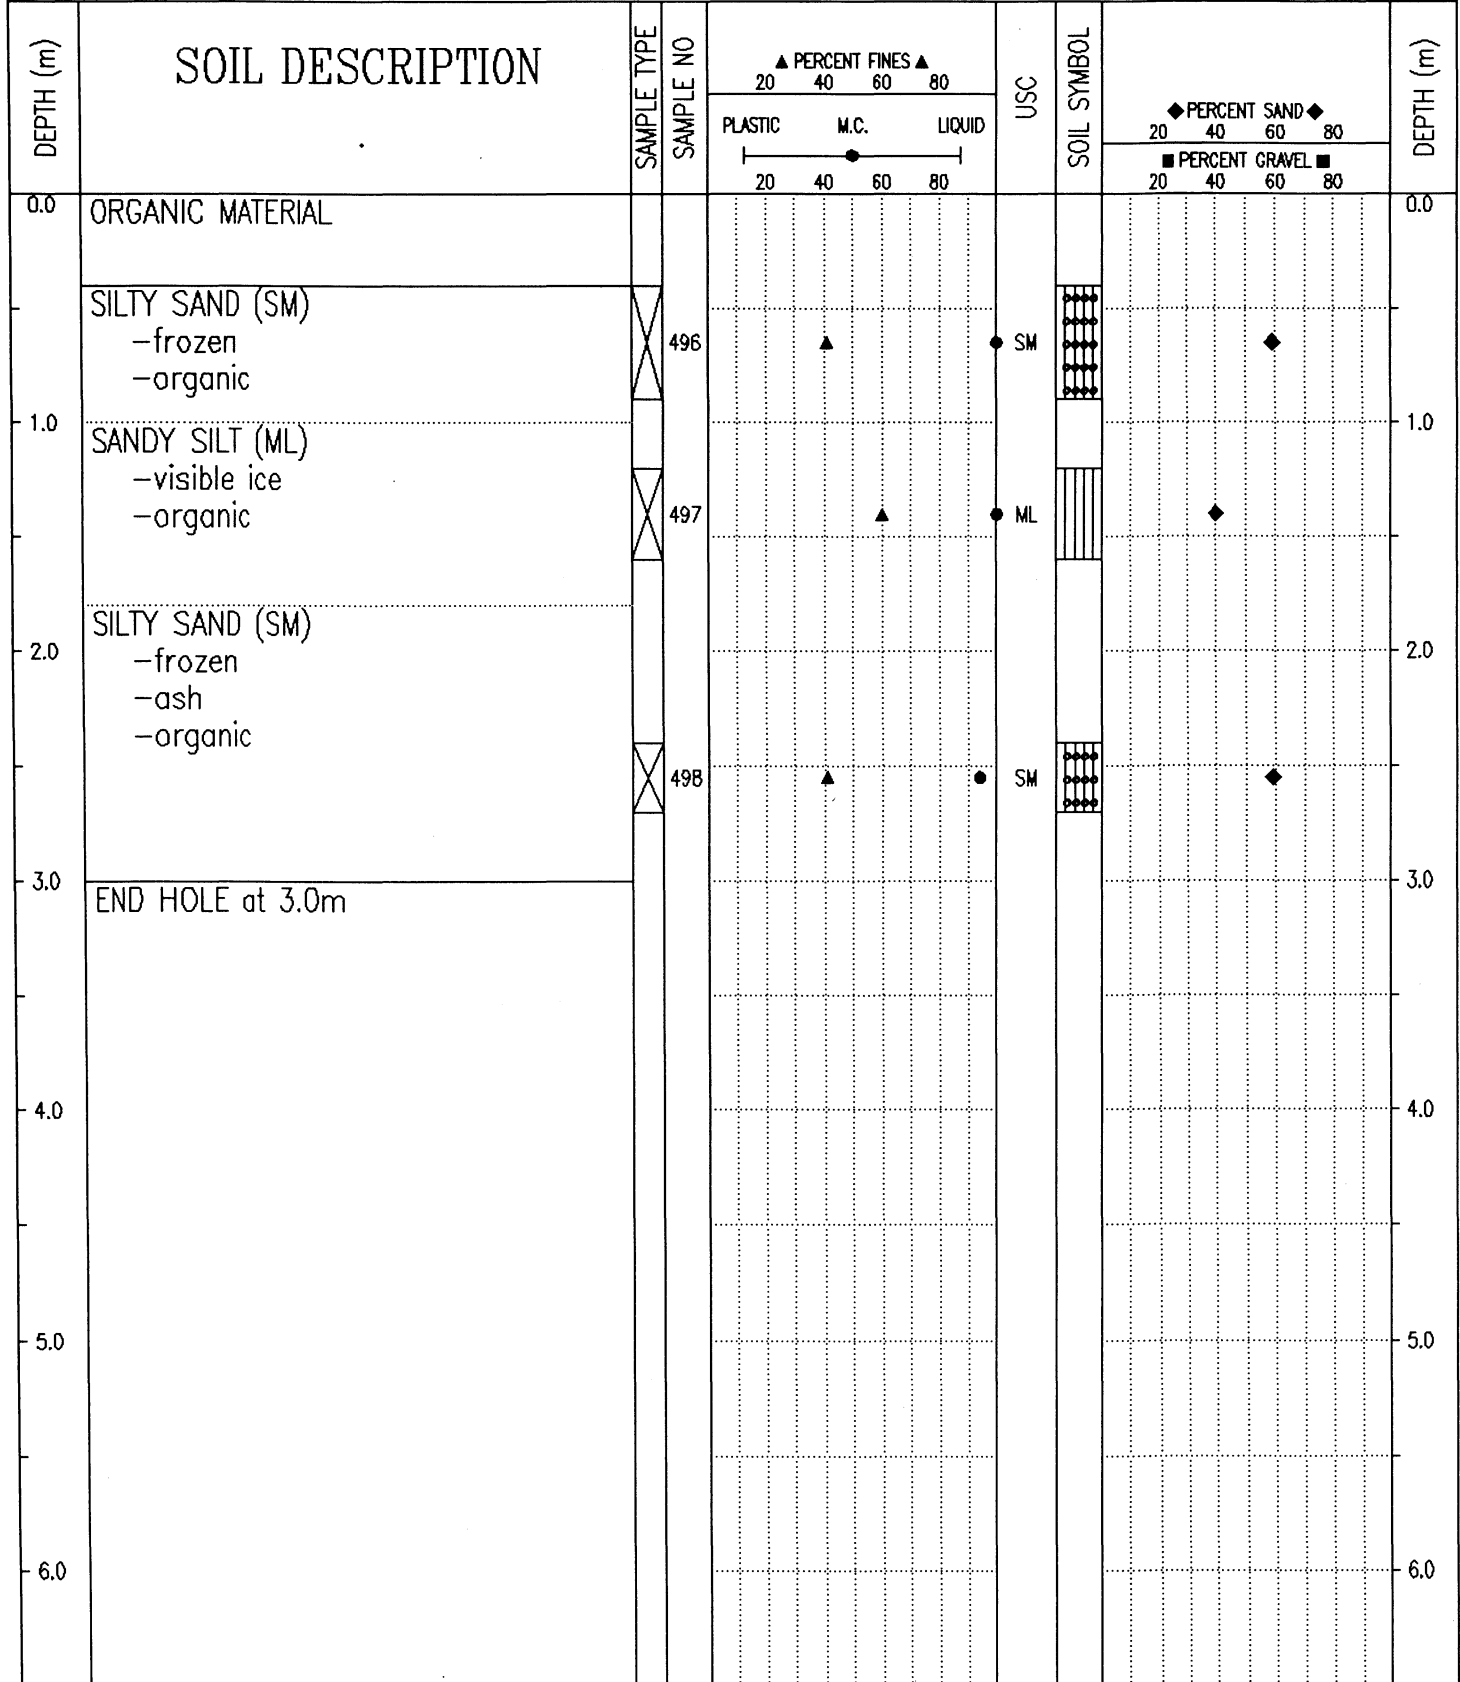 DEPTH (m)
SOIL DESCRIPTION
SAMPLE TYPE
SAMPLE NO
▲ PERCENT FINES ▲
20 40 60 80
PLASTIC M.C. LIQUID
20 40 60 80
USC
SOIL SYMBOL
◆ PERCENT SAND ◆
20 40 60 80
■ PERCENT GRAVEL ■
20 40 60 80
DEPTH (m)
0.0 ORGANIC MATERIAL 0.0
SILTY SAND (SM)
-frozen 496 SM
-organic
1.0 1.0
SANDY SILT (ML)
-visible ice
-organic 497 ML
SILTY SAND (SM)
2.0 -frozen 2.0
-ash
-organic
498 SM
3.0 3.0
END HOLE at 3.0m
4.0 4.0
5.0 5.0
6.0 6.0